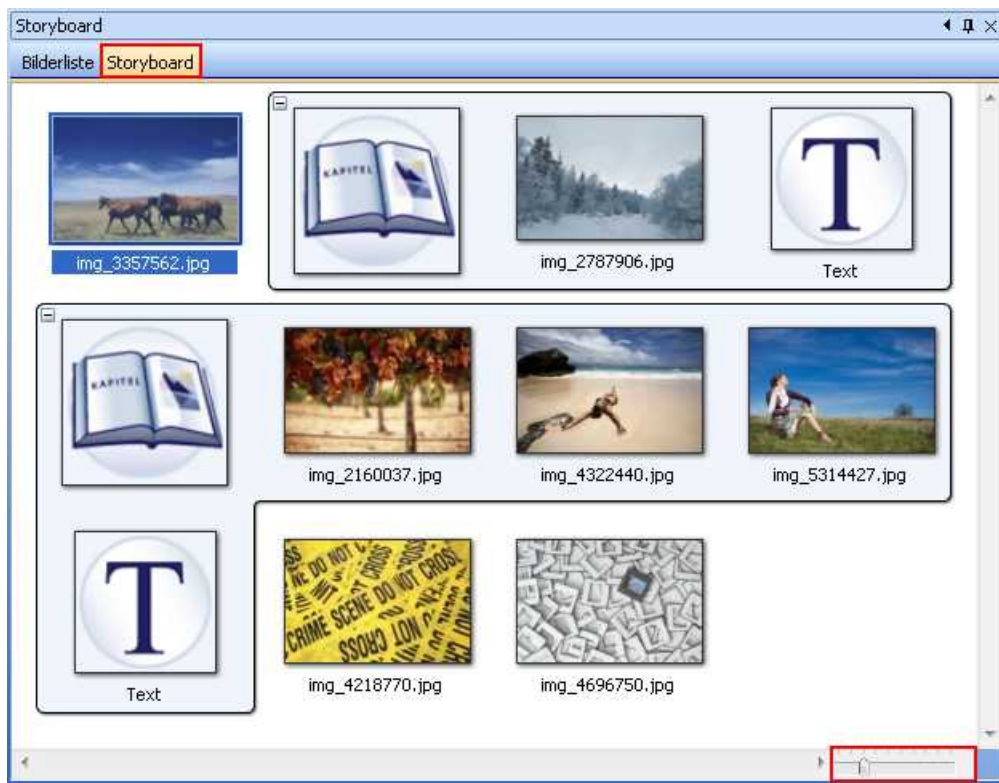 Storyboard
Bilderliste Storyboard
KAPITEL
T
img_3357562.jpg
img_2787906.jpg
Text
KAPITEL
img_2160037.jpg
img_4322440.jpg
img_5314427.jpg
T
CRIME SCENE DO NOT CROSS
Text
img_4218770.jpg
img_4696750.jpg